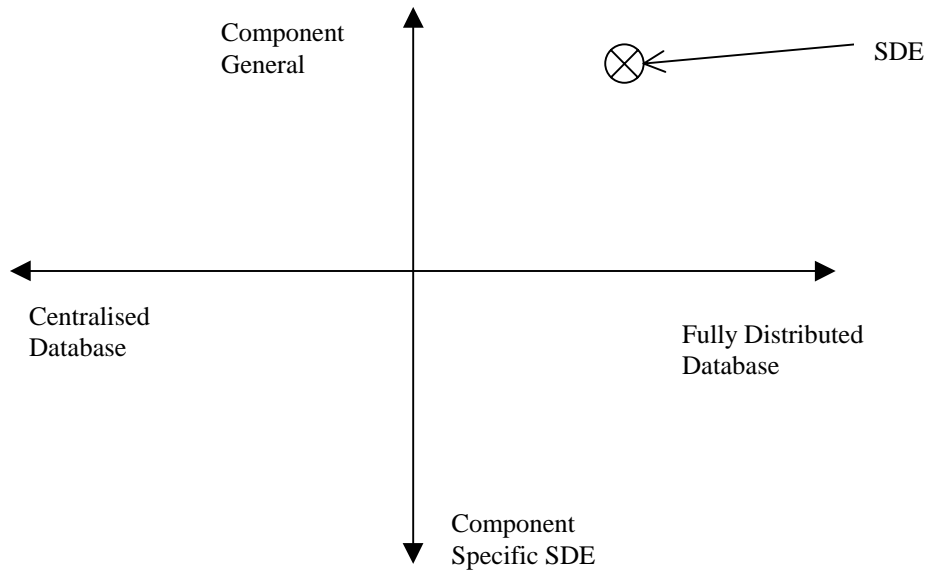 Component
General
SDE
Centralised
Database
Fully Distributed
Database
Component
Specific SDE